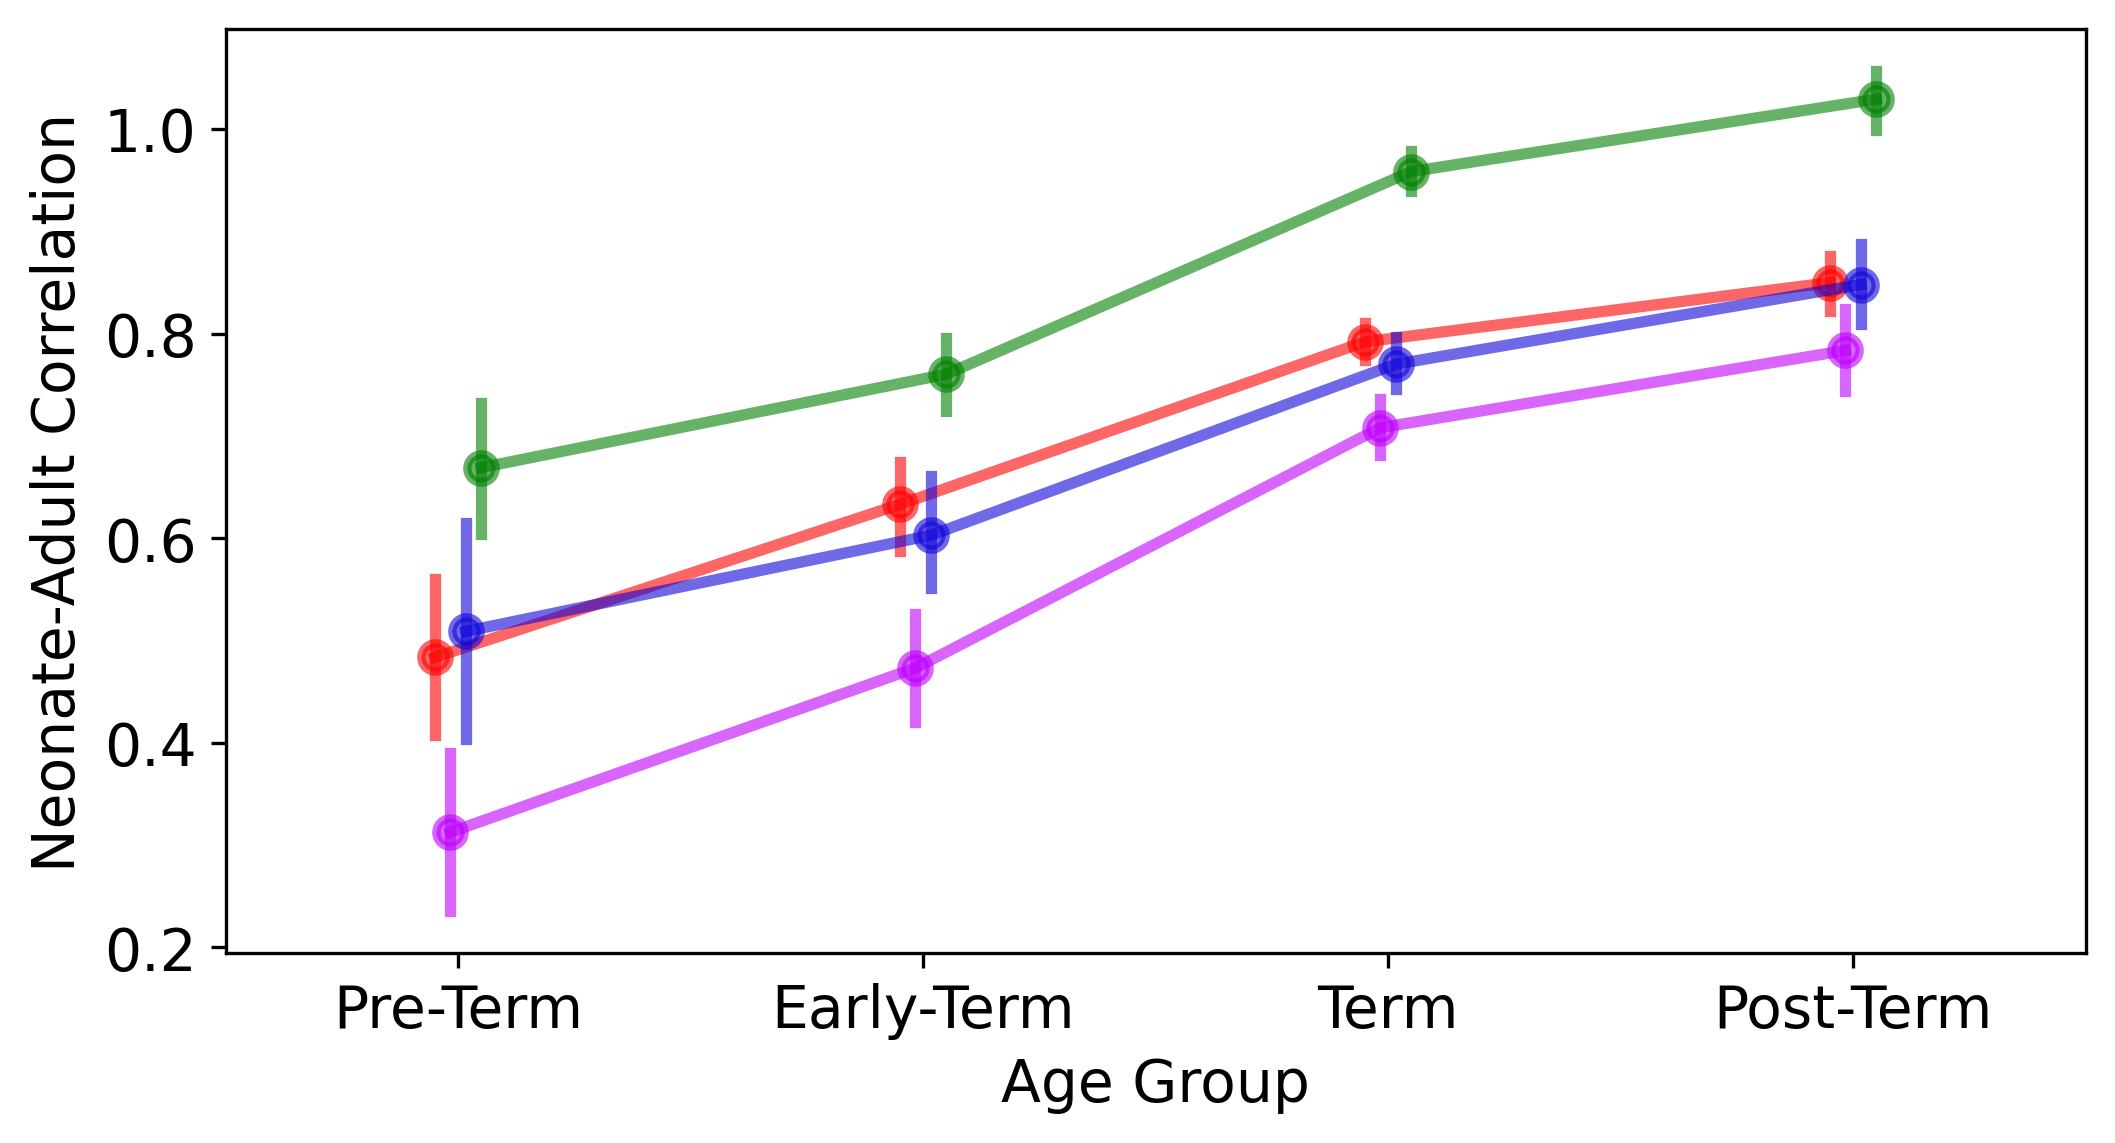 Neonate-Adult Correlation
1.0
0.8
0.6
0.4
0.2
Pre-Term Early-Term Term Post-Term
Age Group